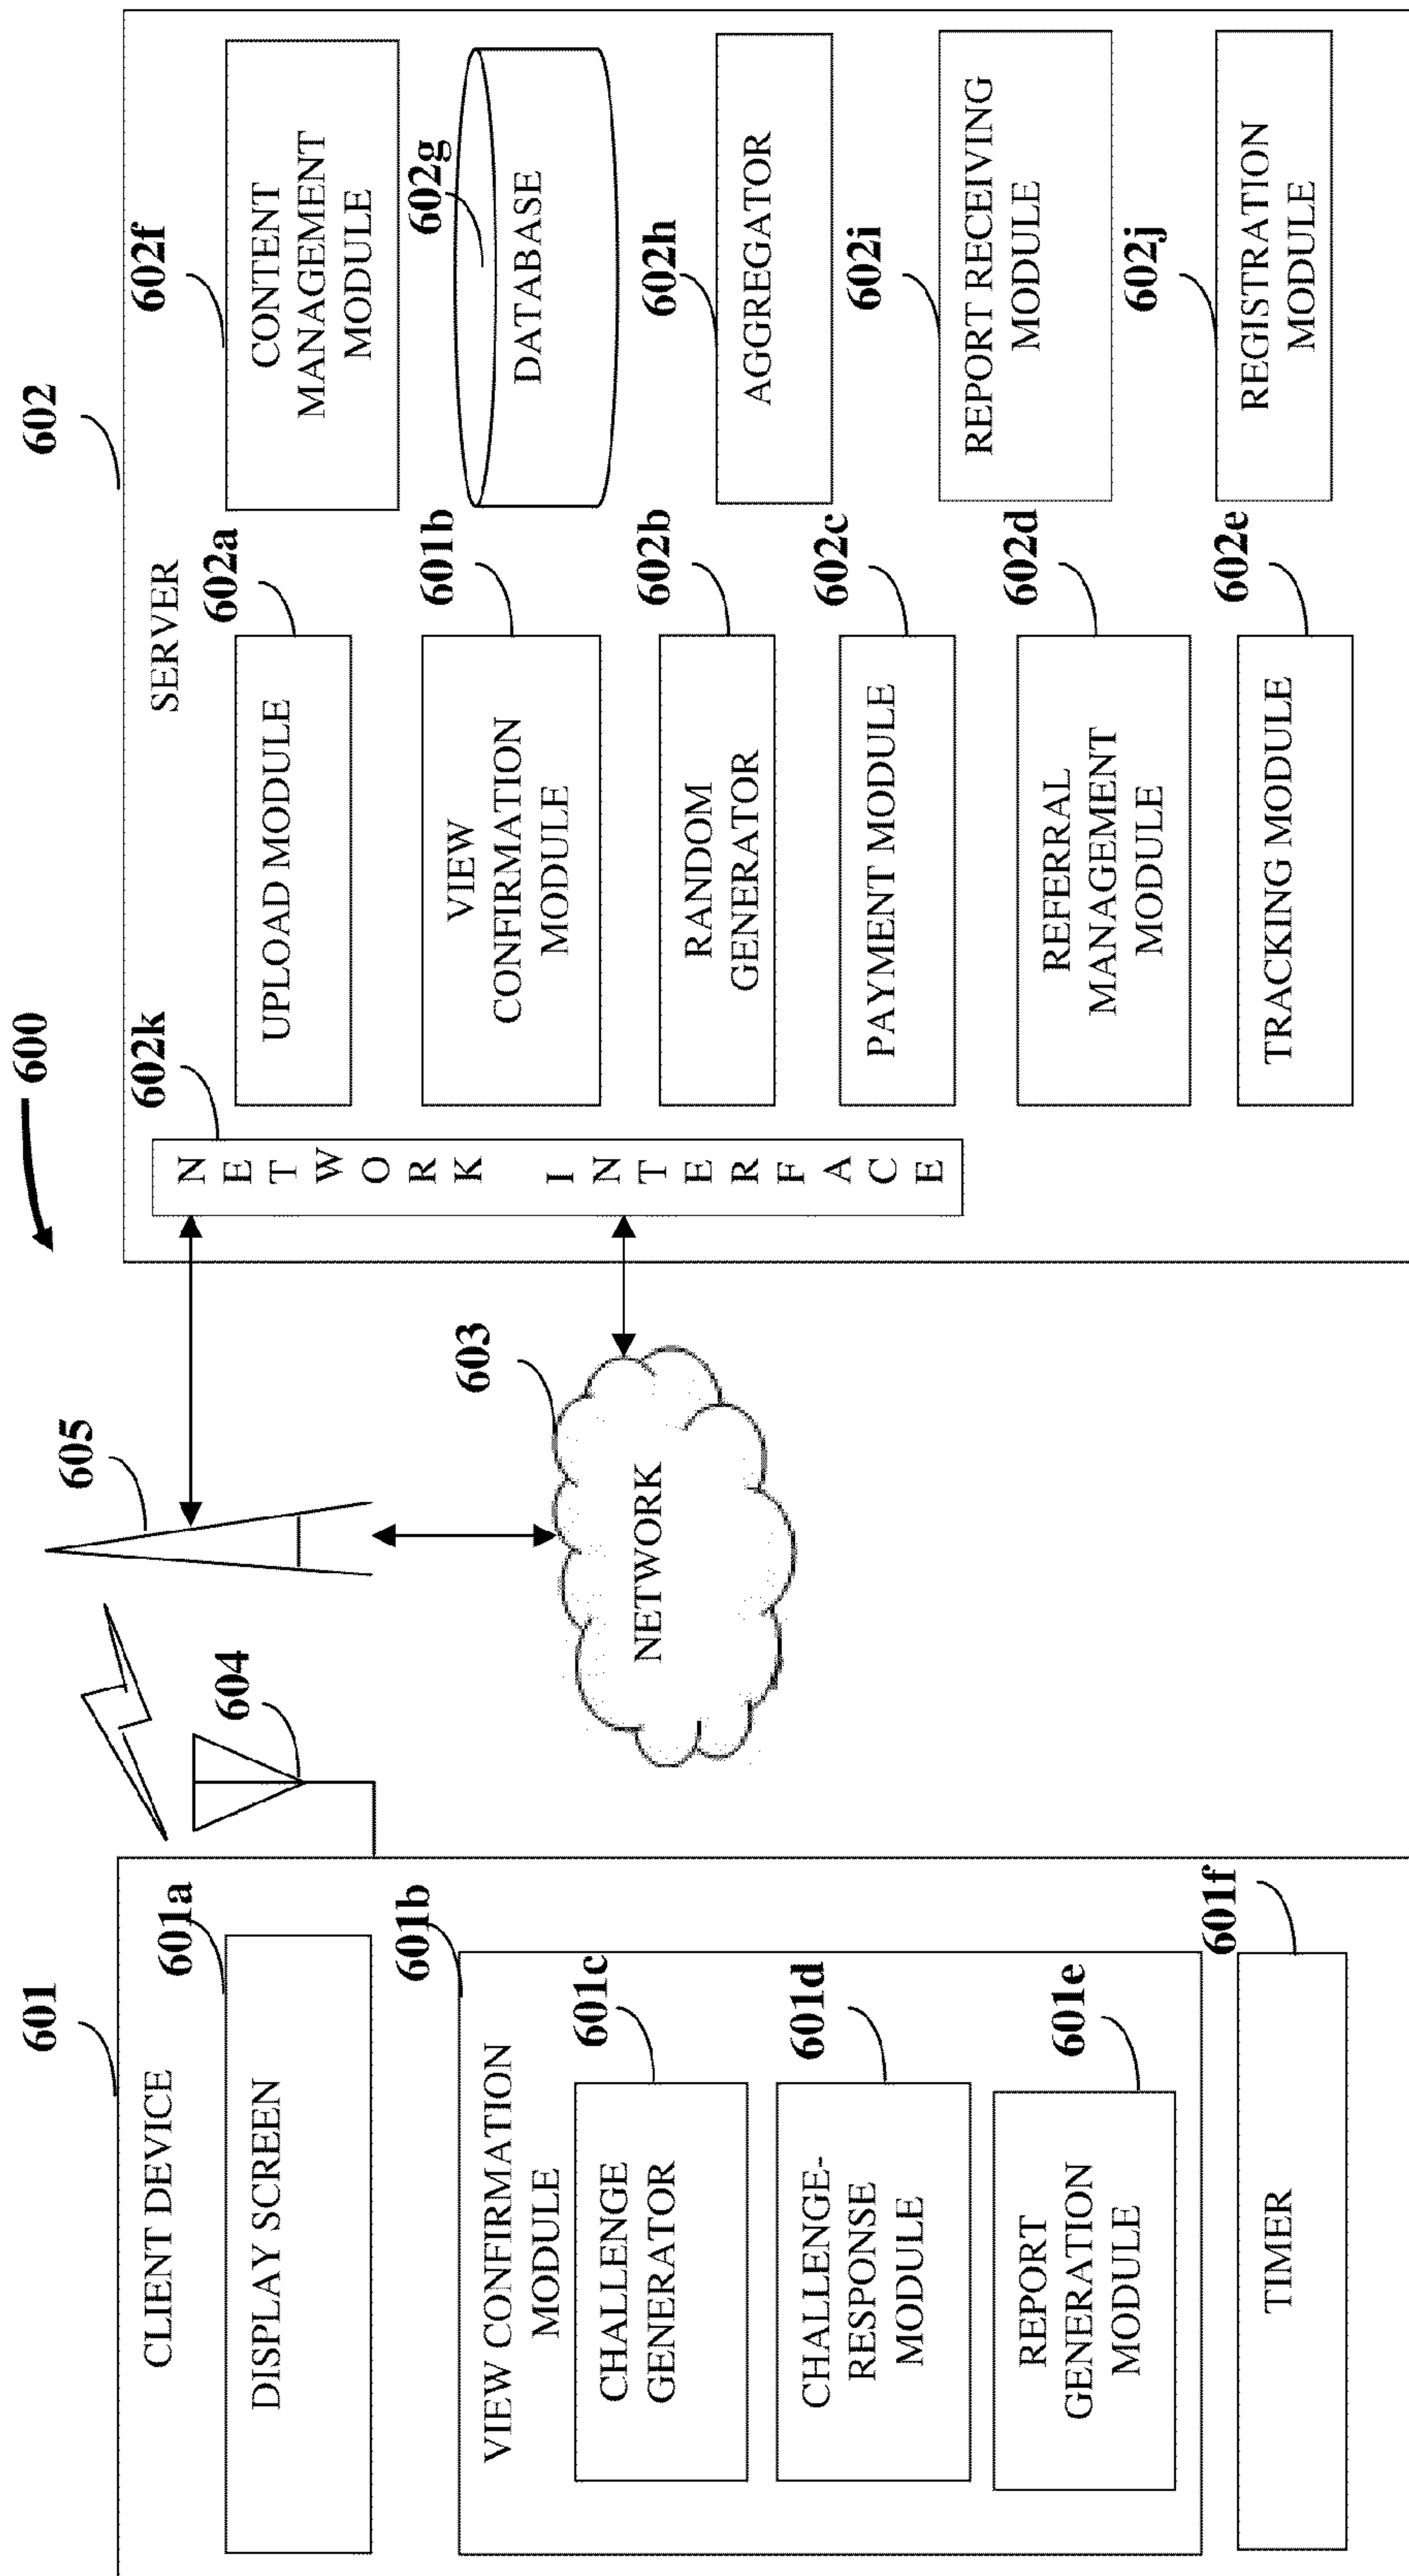 600
601
CLIENT DEVICE
601a
DISPLAY SCREEN
601b
VIEW CONFIRMATION
MODULE
601c
CHALLENGE
GENERATOR
601d
CHALLENGE-
RESPONSE
MODULE
601e
REPORT
GENERATION
MODULE
601f
TIMER
604
605
603
NETWORK
602
SERVER
602k
NETWORK INTERFACE
602a
UPLOAD MODULE
601b
VIEW
CONFIRMATION
MODULE
602b
RANDOM
GENERATOR
602c
PAYMENT MODULE
602d
REFERRAL
MANAGEMENT
MODULE
602e
TRACKING MODULE
602f
CONTENT
MANAGEMENT
MODULE
602g
DATABASE
602h
AGGREGATOR
602i
REPORT RECEIVING
MODULE
602j
REGISTRATION
MODULE